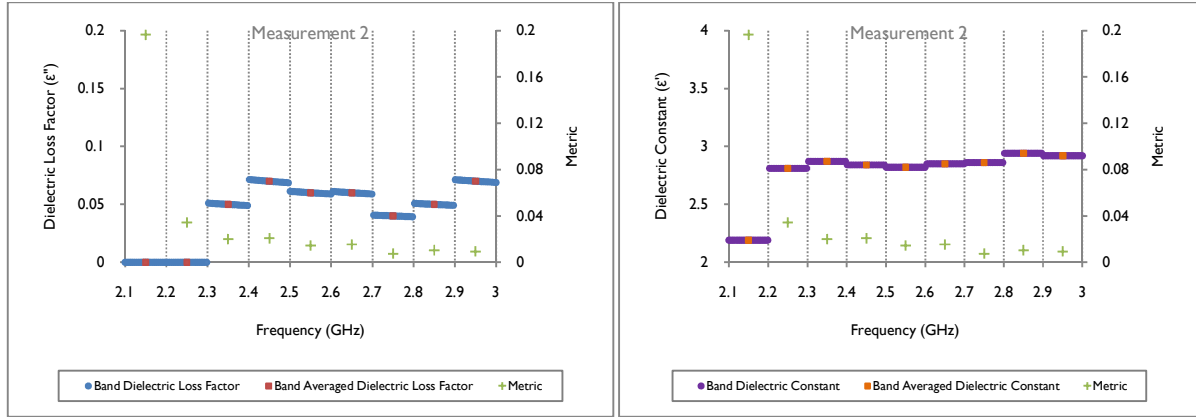 Measurement 2
0.2
0.15
0.1
0.05
0
Dielectric Loss Factor (ε")
0.2
0.16
0.12
0.08
0.04
0
Metric
2.1 2.2 2.3 2.4 2.5 2.6 2.7 2.8 2.9 3
Frequency (GHz)
Band Dielectric Loss Factor Band Averaged Dielectric Loss Factor Metric
Measurement 2
4
3.5
3
2.5
2
Dielectric Constant (ε')
0.2
0.16
0.12
0.08
0.04
0
Metric
2.1 2.2 2.3 2.4 2.5 2.6 2.7 2.8 2.9 3
Frequency (GHz)
Band Dielectric Constant Band Averaged Dielectric Constant Metric